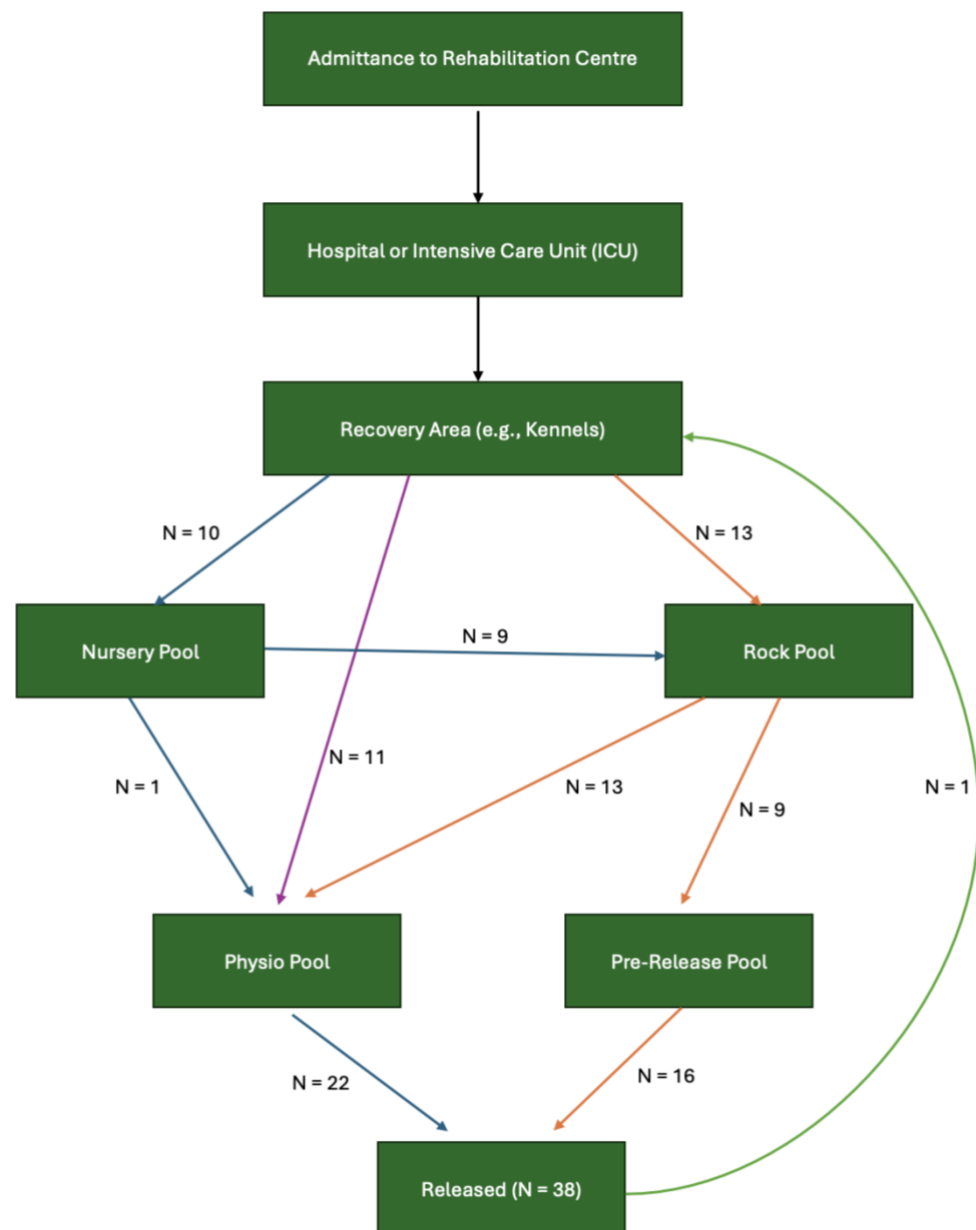 Admittance to Rehabilitation Centre
Hospital or Intensive Care Unit (ICU)
Recovery Area (e.g., Kennels)
N = 10
N = 13
Nursery Pool
N = 9
Rock Pool
N = 1
N = 11
N = 13
N = 9
N = 1
Physio Pool
Pre-Release Pool
N = 22
N = 16
Released (N = 38)